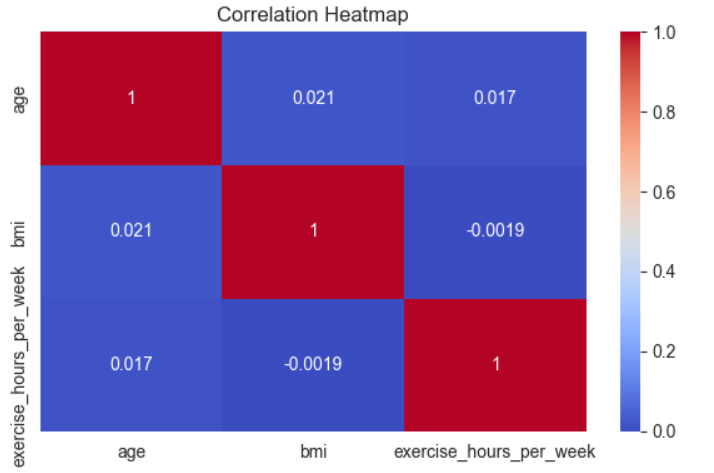 Correlation Heatmap
age
1
0.021
0.017
bmi
0.021
1
-0.0019
exercise_hours_per_week
0.017
-0.0019
1
age
bmi
exercise_hours_per_week
1.0
0.8
0.6
0.4
0.2
0.0